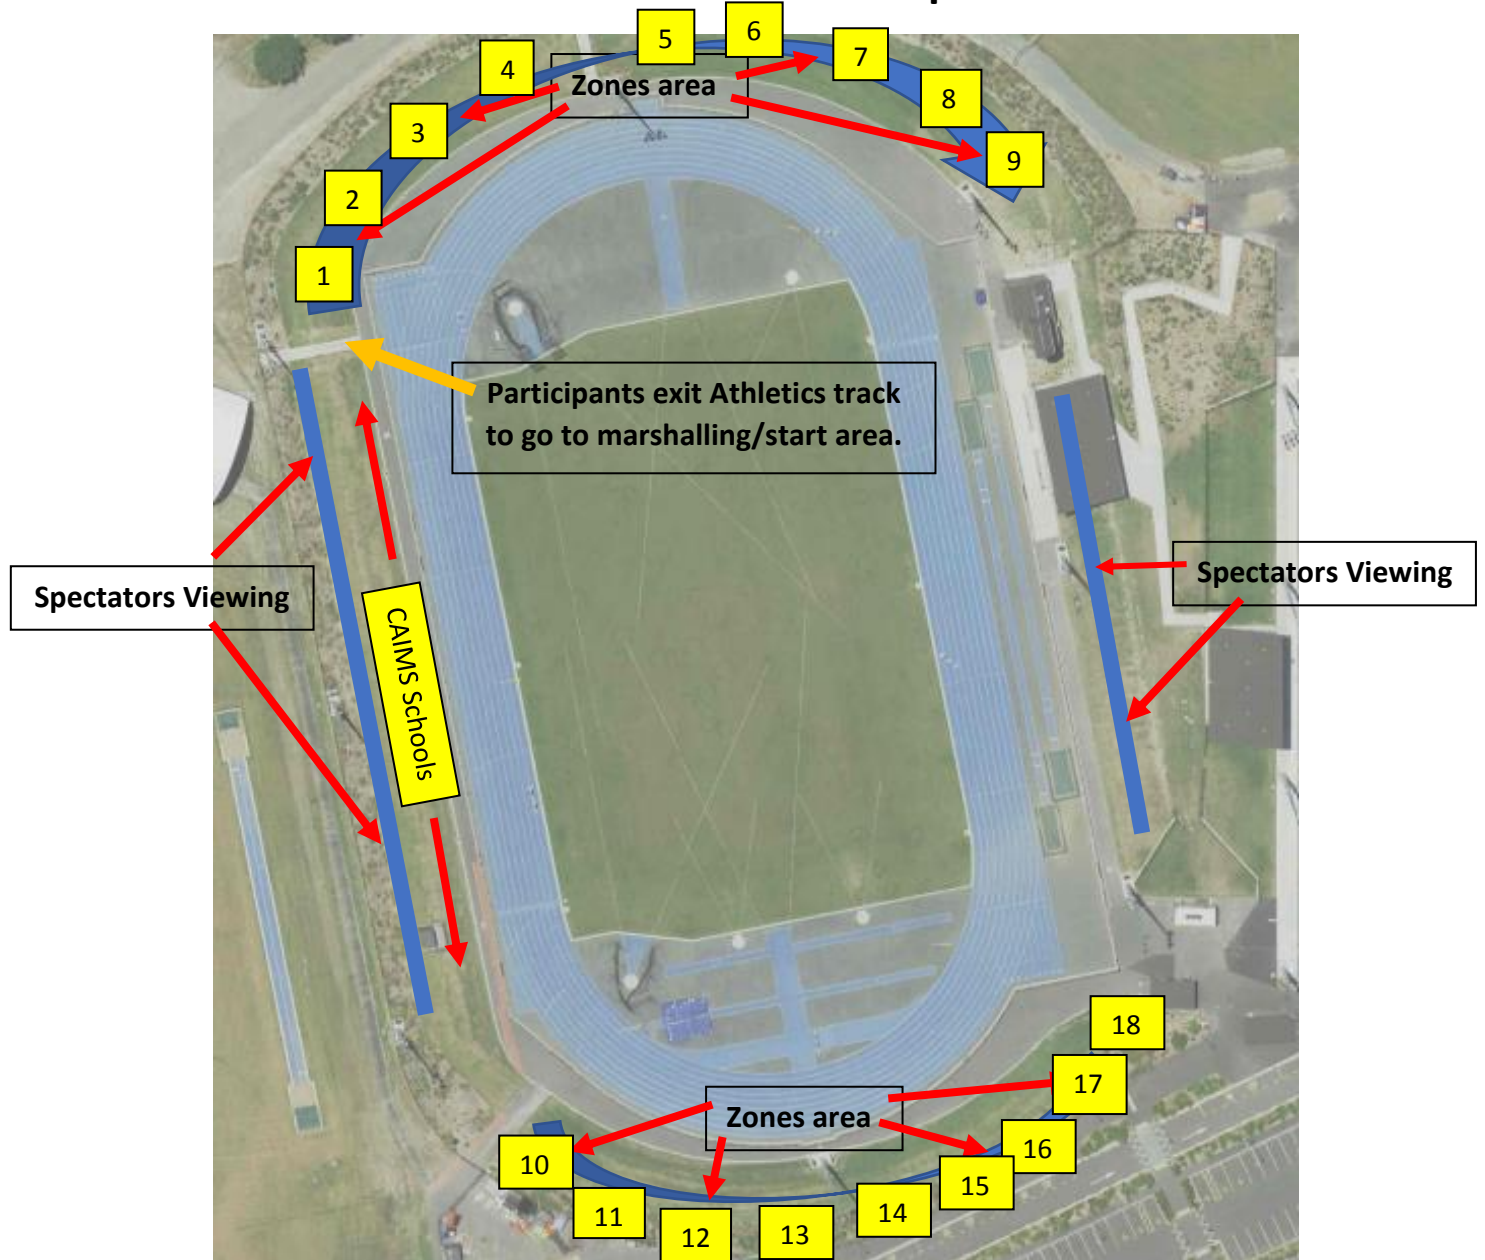 5
6
7
4
Zones area
8
3
9
2
1
Participants exit Athletics track
to go to marshalling/start area.
Spectators Viewing
Spectators Viewing
CAIMS Schools
18
17
Zones area
16
10
15
11
14
12
13